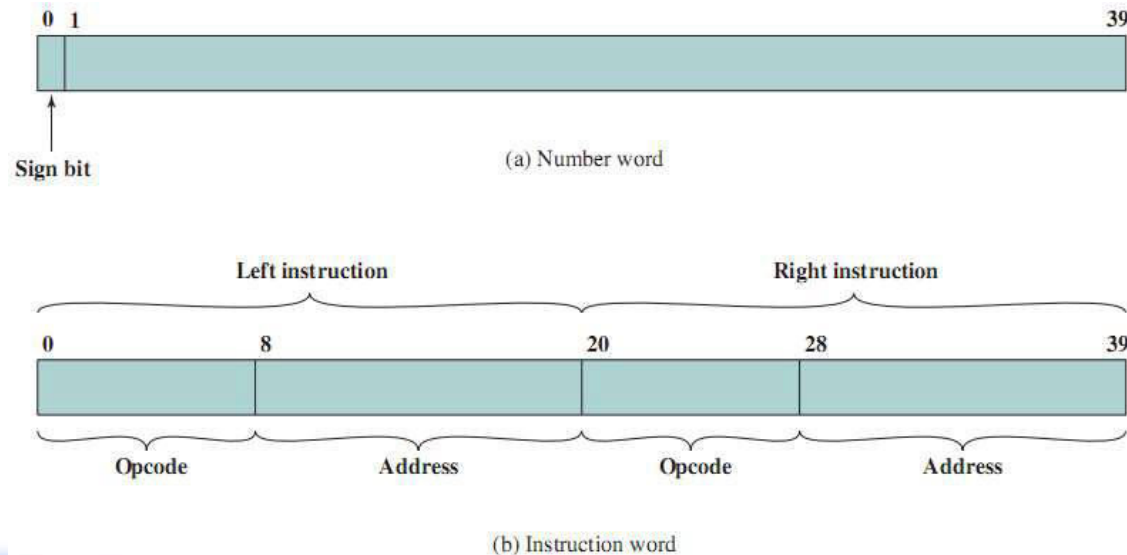 0 1 39
Sign bit
(a) Number word
Left instruction Right instruction
0 8 20 28 39
Opcode Address Opcode Address
(b) Instruction word